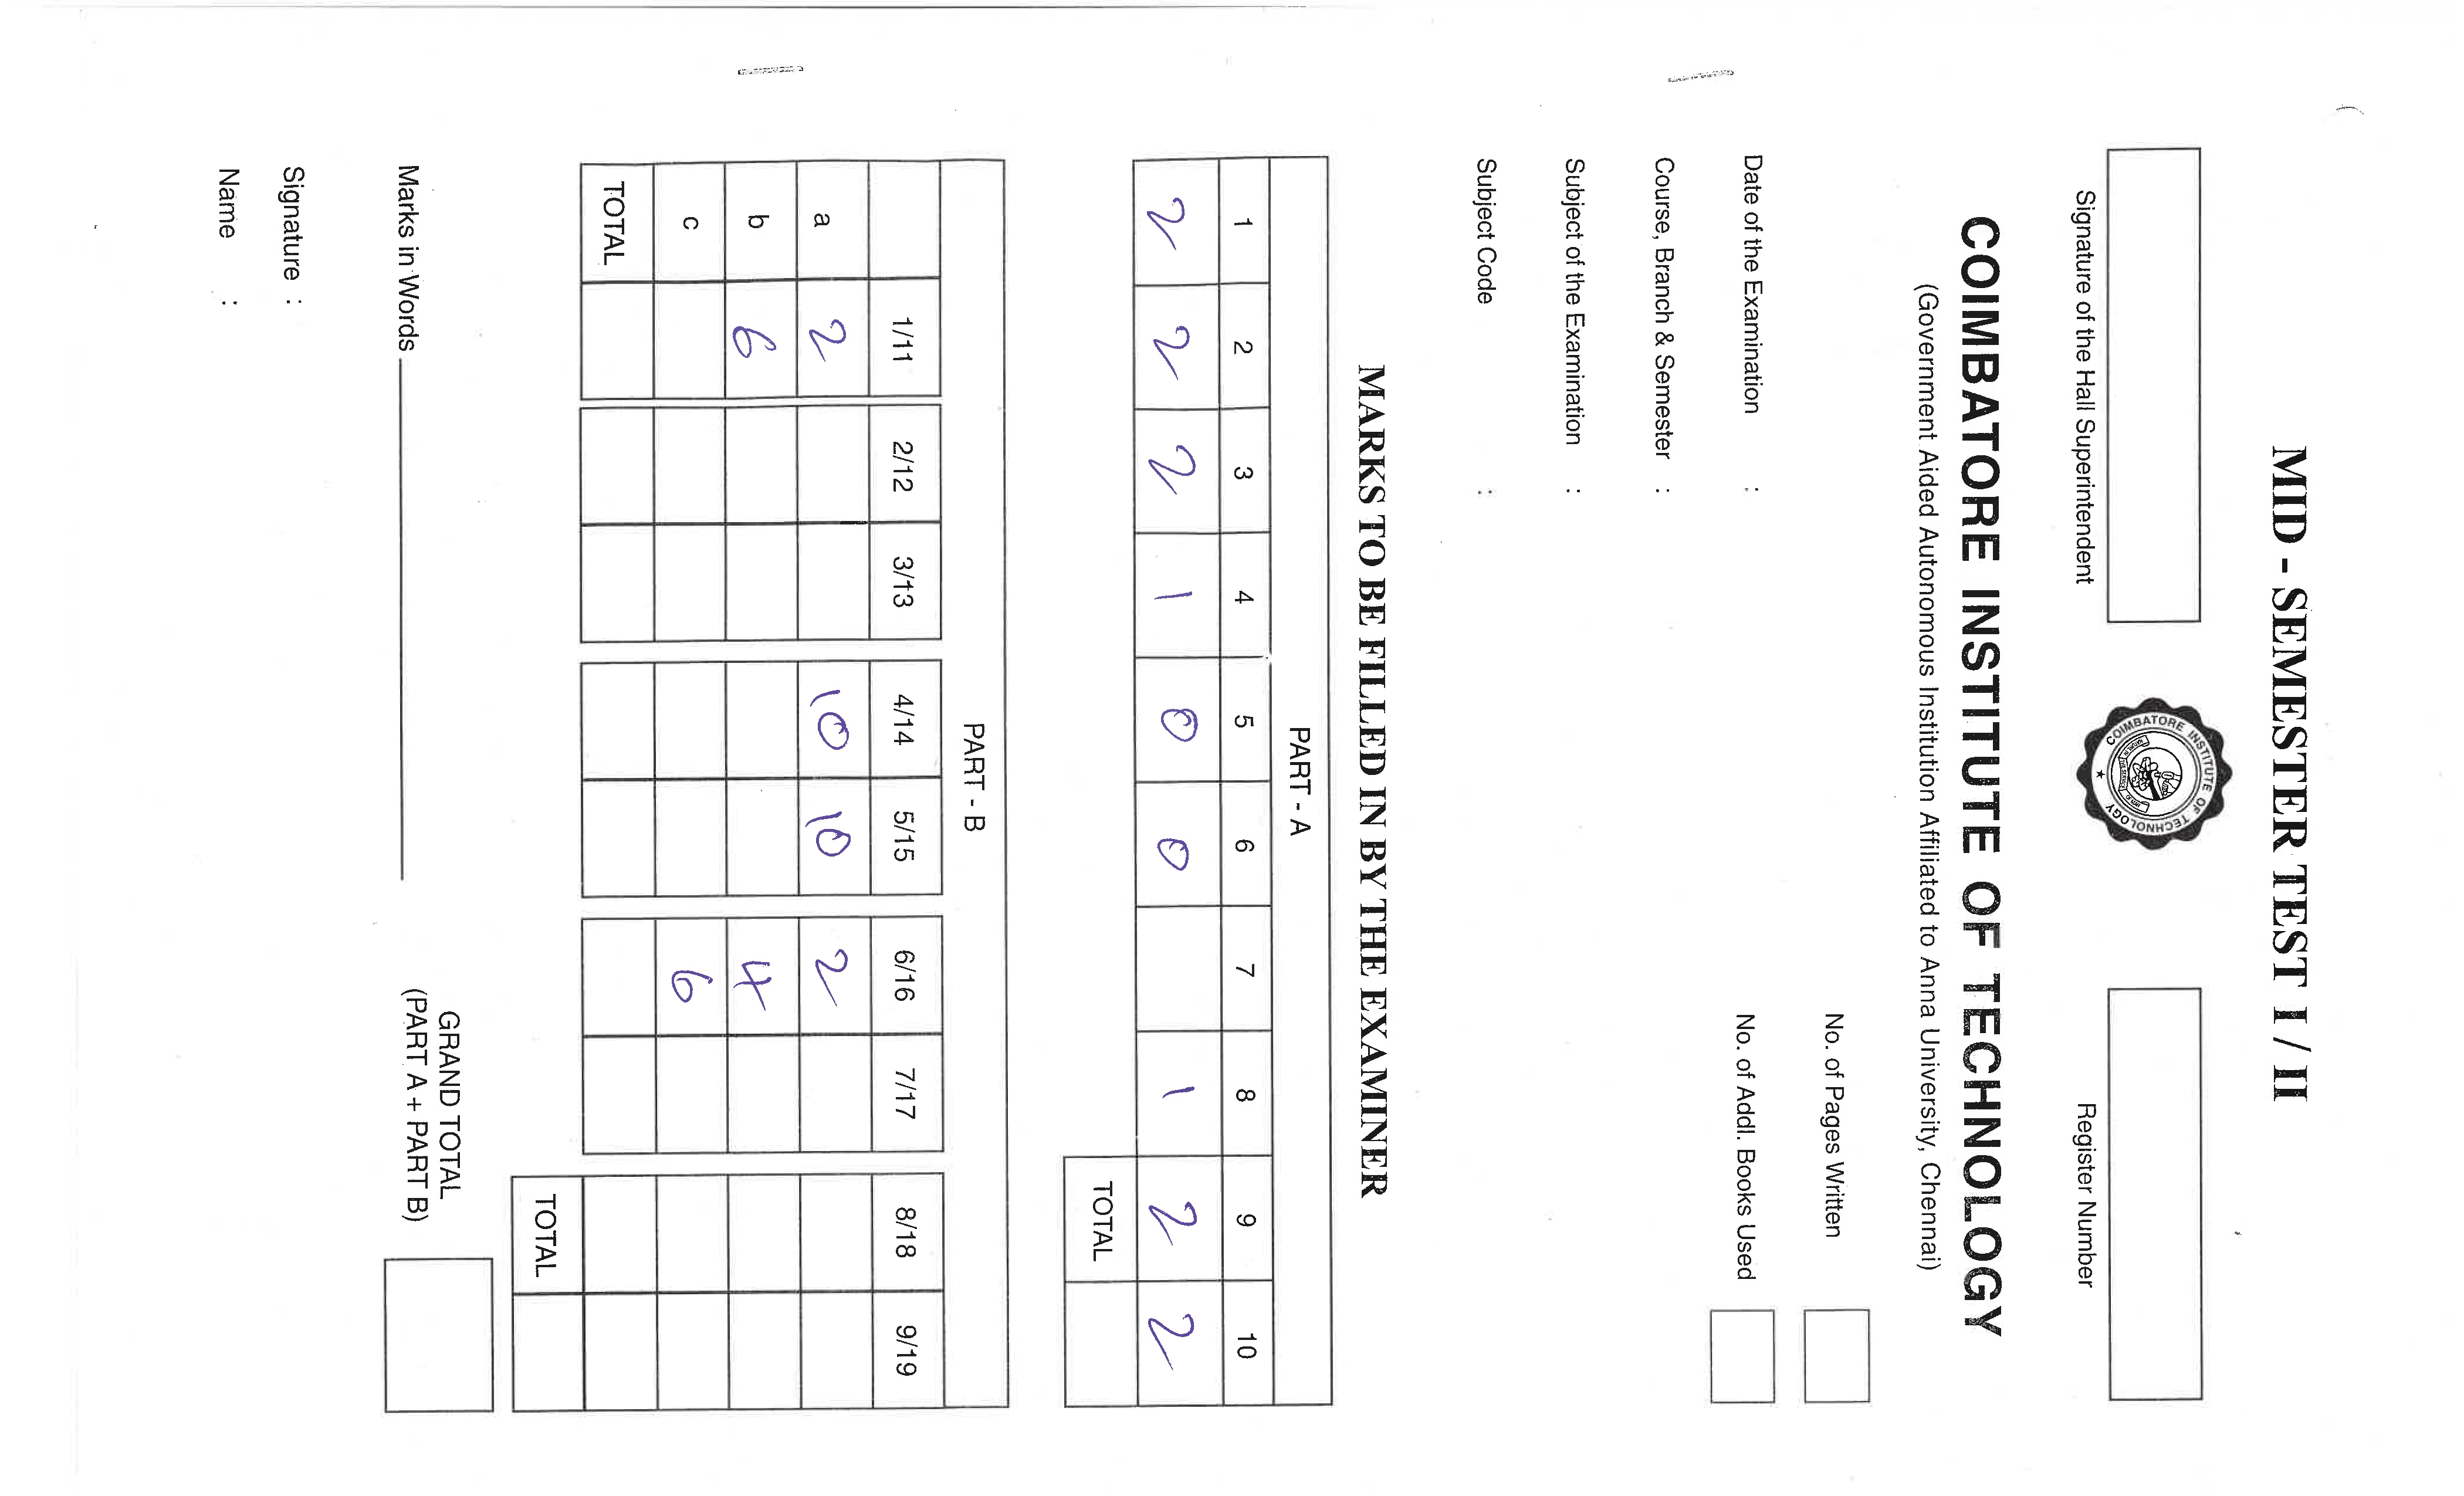 MID - SEMESTER TEST I / II
COIMBATORE INSTITUTE OF TECHNOLOGY
Signature of the Hall Superintendent
Register Number
COIMBATORE INSTITUTE OF TECHNOLOGY
(Government Aided Autonomous Institution Affiliated to Anna University, Chennai)
No. of Pages Written
Date of the Examination :
No. of Addl. Books Used
Course, Branch & Semester :
Subject of the Examination :
Subject Code :
MARKS TO BE FILLED IN BY THE EXAMINER
PART - A
1 2 3 4 5 6 7 8 9 10
2 2 2 1 0 0 1 2 2
TOTAL
PART - B
1/11 2/12 3/13 4/14 5/15 6/16 7/17 8/18 9/19
a 2 10 10 2
b 6 4
c 6
TOTAL
TOTAL
GRAND TOTAL
(PART A + PART B)
Marks in Words
Signature :
Name :